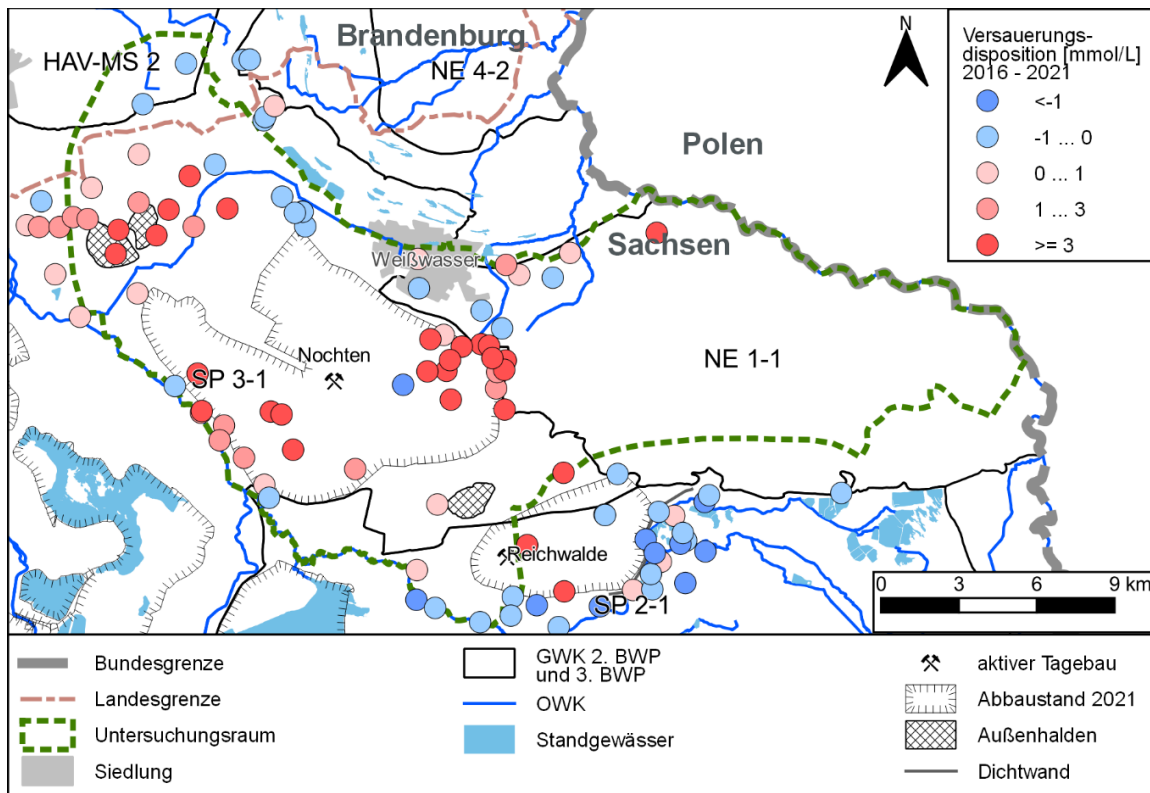 Brandenburg
HAV-MS 2
NE 4-2
N
Versauerungs-
disposition [mmol/L]
2016 - 2021
<-1
-1 ... 0
0 ... 1
1 ... 3
>= 3
Polen
Sachsen
Weißwasser
Nochten
SP 3-1
NE 1-1
Reichwalde
SP 2-1
0 3 6 9 km
Bundesgrenze
Landesgrenze
Untersuchungsraum
Siedlung
GWK 2. BWP
und 3. BWP
OWK
Standgewässer
aktiver Tagebau
Abbaustand 2021
Außenhalden
Dichtwand